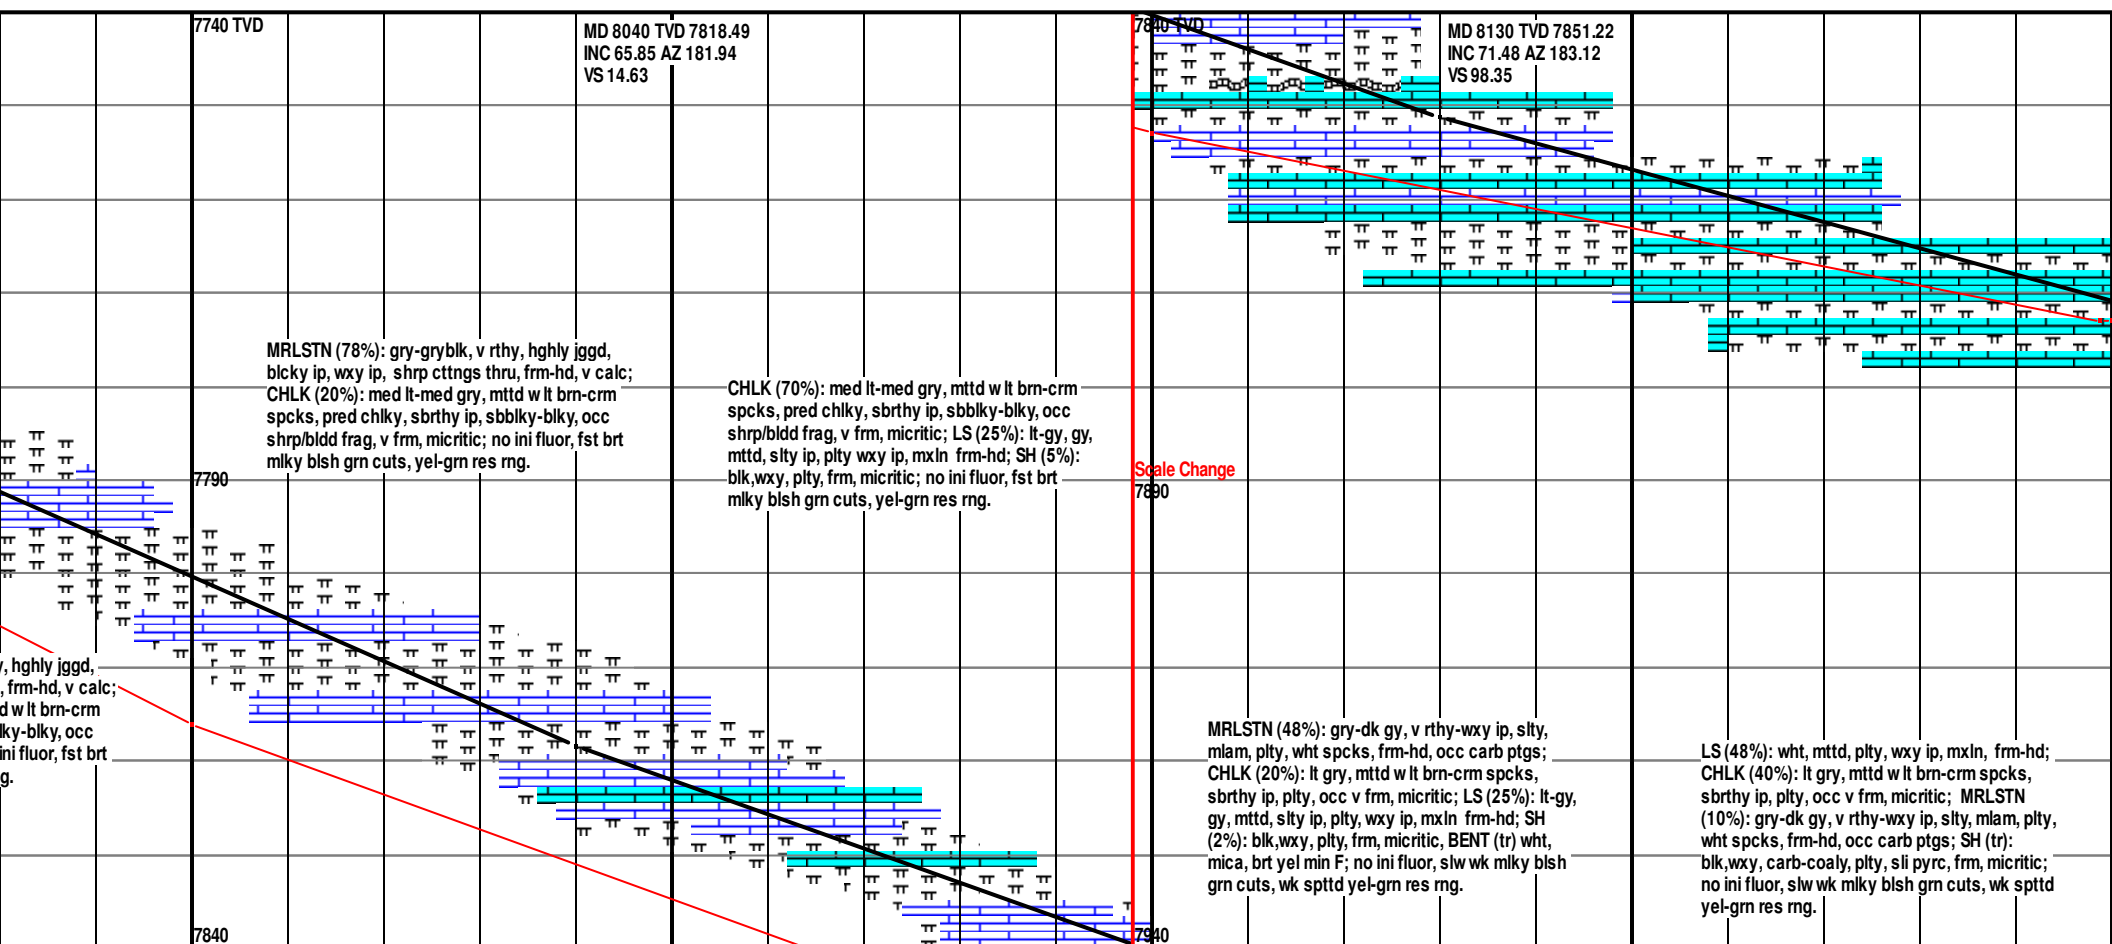 7740 TVD
MD 8040 TVD 7818.49
INC 65.85 AZ 181.94
VS 14.63
7840 TVD
MD 8130 TVD 7851.22
INC 71.48 AZ 183.12
VS 98.35
MRLSTN (78%): gry-gryblk, v rthy, hghly jggd,
blcky ip, wxy ip, shrp cttngs thru, frm-hd, v calc;
CHLK (20%): med lt-med gry, mttd w lt brn-crm
spcks, pred chlky, sbrthy ip, sbblky-blky, occ
shrp/bldd frag, v frm, micritic; no ini fluor, fst brt
mlky blsh grn cuts, yel-grn res rng.
CHLK (70%): med lt-med gry, mttd w lt brn-crm
spcks, pred chlky, sbrthy ip, sbblky-blky, occ
shrp/bldd frag, v frm, micritic; LS (25%): lt-gy, gy,
mttd, slty ip, plty wxy ip, mxln frm-hd; SH (5%):
blk,wxy, plty, frm, micritic; no ini fluor, fst brt
mlky blsh grn cuts, yel-grn res rng.
7790
Scale Change
7890
y, hghly jggd,
, frm-hd, v calc;
d w lt brn-crm
lky-blky, occ
ini fluor, fst brt
g.
MRLSTN (48%): gry-dk gy, v rthy-wxy ip, slty,
mlam, plty, wht spcks, frm-hd, occ carb ptgs;
CHLK (20%): lt gry, mttd w lt brn-crm spcks,
sbrthy ip, plty, occ v frm, micritic; LS (25%): lt-gy,
gy, mttd, slty ip, plty, wxy ip, mxln frm-hd; SH
(2%): blk,wxy, plty, frm, micritic, BENT (tr) wht,
mica, brt yel min F; no ini fluor, slw wk mlky blsh
grn cuts, wk spttd yel-grn res rng.
LS (48%): wht, mttd, plty, wxy ip, mxln, frm-hd;
CHLK (40%): lt gry, mttd w lt brn-crm spcks,
sbrthy ip, plty, occ v frm, micritic; MRLSTN
(10%): gry-dk gy, v rthy-wxy ip, slty, mlam, plty,
wht spcks, frm-hd, occ carb ptgs; SH (tr):
blk,wxy, carb-coaly, plty, sli pyrc, frm, micritic;
no ini fluor, slw wk mlky blsh grn cuts, wk spttd
yel-grn res rng.
7840
7940